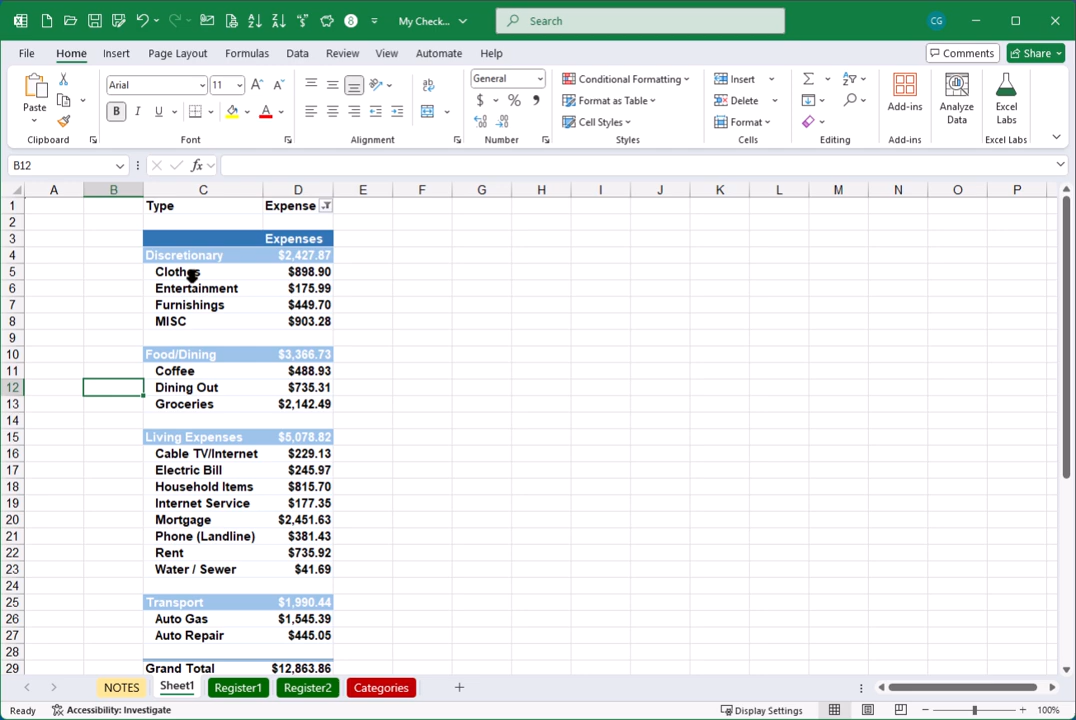 My Check...
Search
CG
File Home Insert Page Layout Formulas Data Review View Automate Help
Comments Share
Paste
Arial 11
B I U
General
$ %
Conditional Formatting
Format as Table
Cell Styles
Insert
Delete
Format
Add-ins
Analyze Data
Excel Labs
Clipboard Font Alignment Number Styles Cells Editing Add-ins Excel Labs
B12 fx
A B C D E F G H I J K L M N O P
1 Type Expense
2
3 Expenses
4 Discretionary $2,427.87
5 Clothes $898.90
6 Entertainment $175.99
7 Furnishings $449.70
8 MISC $903.28
9
10 Food/Dining $3,366.73
11 Coffee $488.93
12 Dining Out $735.31
13 Groceries $2,142.49
14
15 Living Expenses $5,078.82
16 Cable TV/Internet $229.13
17 Electric Bill $245.97
18 Household Items $815.70
19 Internet Service $177.35
20 Mortgage $2,451.63
21 Phone (Landline) $381.43
22 Rent $735.92
23 Water / Sewer $41.69
24
25 Transport $1,990.44
26 Auto Gas $1,545.39
27 Auto Repair $445.05
28
29 Grand Total $12,863.86
NOTES Sheet1 Register1 Register2 Categories
Ready Accessibility: Investigate Display Settings 100%